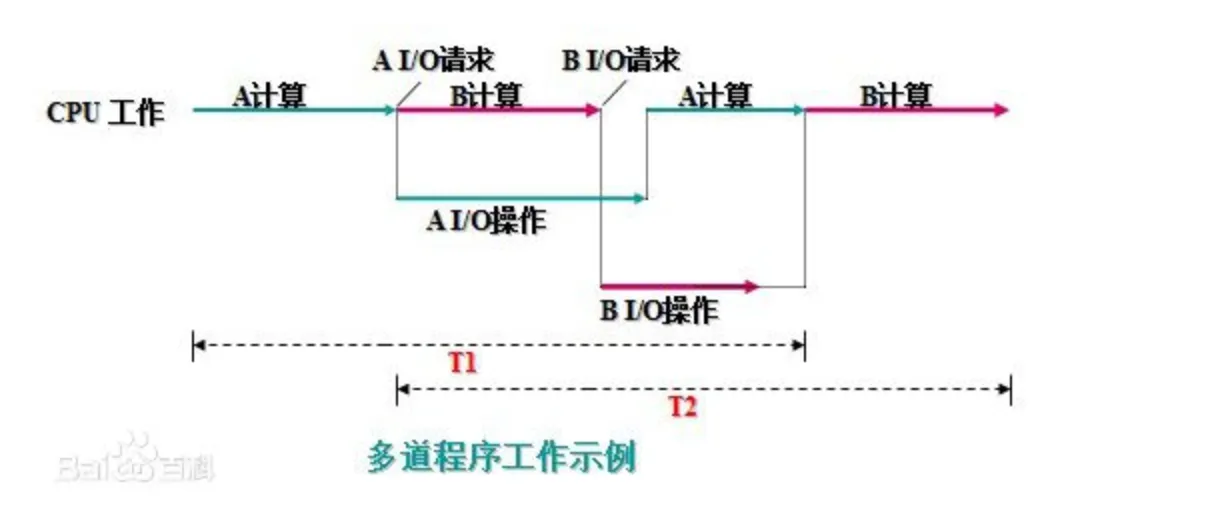 A I/O请求 B I/O请求
CPU 工作 A计算 B计算 A计算 B计算
A I/O操作
B I/O操作
T1
T2
多道程序工作示例
Bai百科